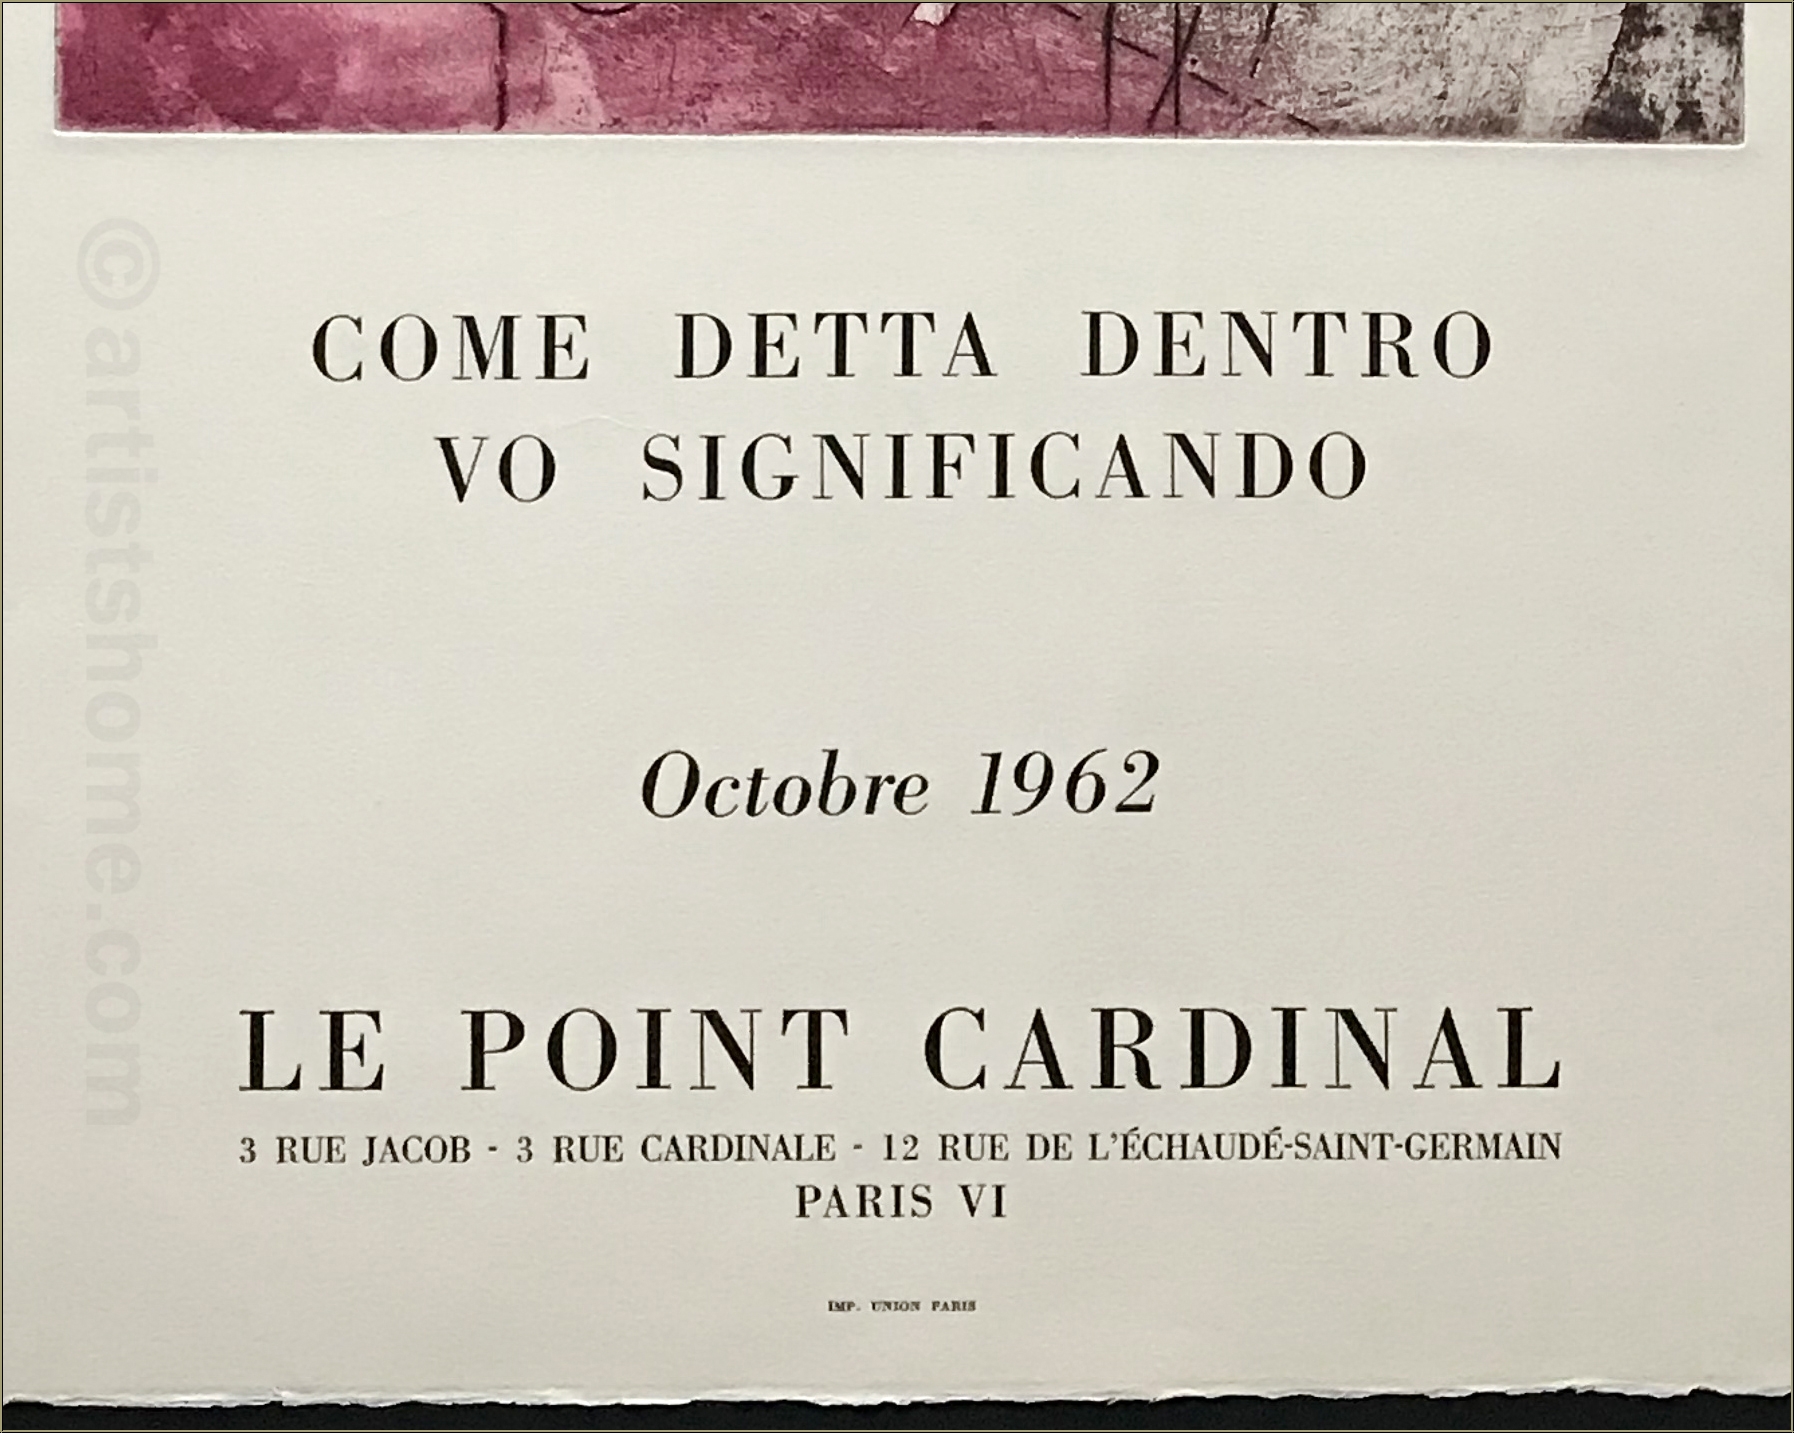 COME DETTA DENTRO
VO SIGNIFICANDO
Octobre 1962
LE POINT CARDINAL
3 RUE JACOB - 3 RUE CARDINALE - 12 RUE DE L'ÉCHAUDÉ-SAINT-GERMAIN
PARIS VI
IMP. UNION PARIS
©artistshome.com